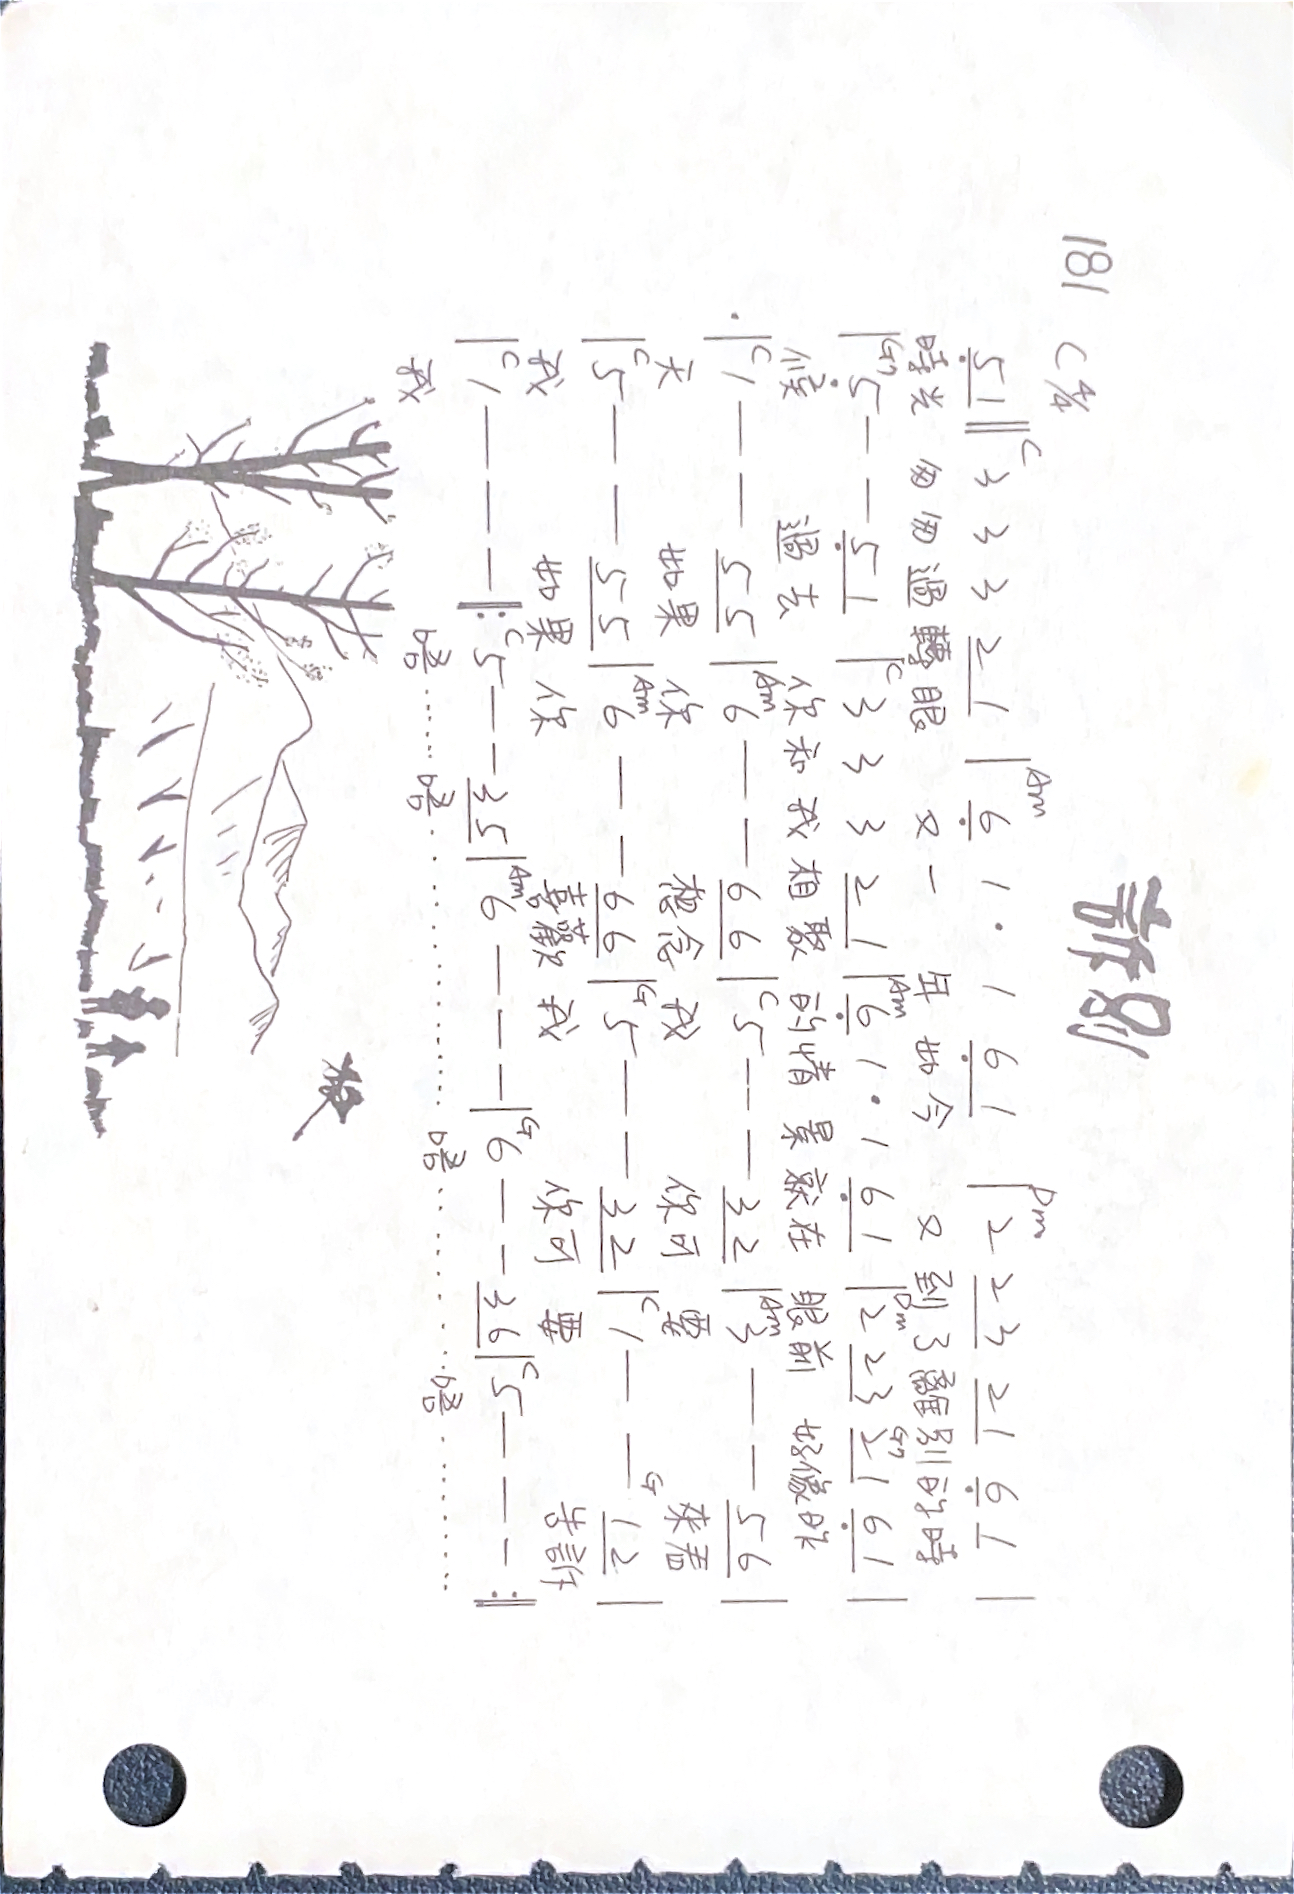 訴別
181 C 4/4
C Am Dm
5̣ 1 ‖ 3 3 3 2 1 | 6̣ 1 · 1 6̣ 1 | 2 2 3 2 1 6̣ 1 |
時光 匆匆過轉眼 又一 年如今 又到了離別的時
G7 C Am Dm G7
| 5̣ — — 5̣ 1 | 3 3 3 2 1 | 6̣ 1 · 1 6̣ 1 | 2 2 3 2 1 6̣ 1 |
候 過去 你和我相聚 的情景就在 眼前 好像昨
C Am C Am
· | 1 — — 5 5 | 6 — — 6 6 | 5 — — 3 2 | 3 — — 5 6 |
天 如果 你 想念 我 你可 要 來看
C Am G C G
| 5 — — 5 5 | 6 — — 6 6 | 5 — — 3 2 | 1 — — 1 2 |
我 如果 你 喜歡 我 你可 要 告訴
C C Am G C
| 1 — — — ‖: 5 — — 3 5 | 6 — — — | 6 — — 3 6 | 5 — — — :‖
我 唔……唔……………………唔…………唔…………